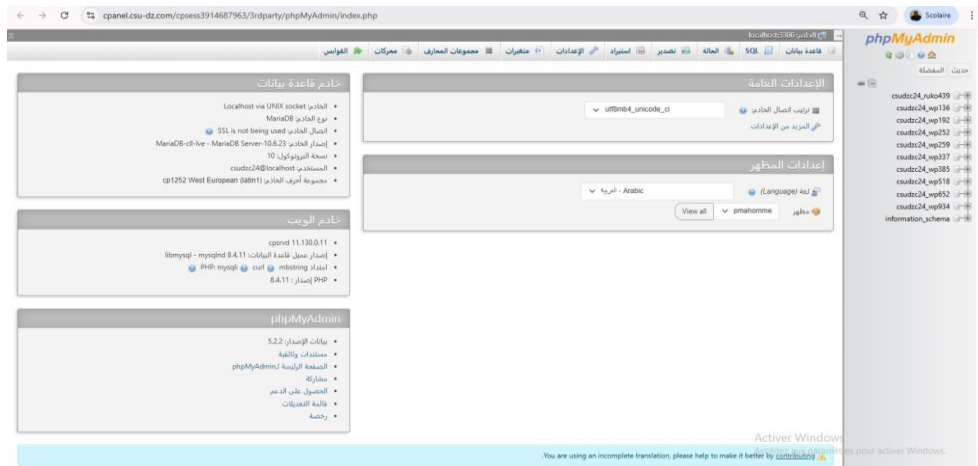 cpanel.csu-dz.com/cpsess3914687963/3rdparty/phpMyAdmin/index.php
Scolaire
phpMyAdmin
حديث المفضلة
csudzc24_ruko439
csudzc24_wp136
csudzc24_wp192
csudzc24_wp252
csudzc24_wp259
csudzc24_wp337
csudzc24_wp385
csudzc24_wp518
csudzc24_wp652
csudzc24_wp934
information_schema
الخادم: localhost:3306
قاعدة بيانات SQL الحالة تصدير استيراد الإعدادات متغيرات مجموعات المحارف محركات القوابس
الإعدادات العامة
ترتيب اتصال الخادم: utf8mb4_unicode_ci
المزيد من الإعدادات
إعدادات المظهر
لغة (Language) العربية - Arabic
مظهر pmahomme View all
خادم قاعدة بيانات
الخادم: Localhost via UNIX socket
نوع الخادم: MariaDB
اتصال الخادم: SSL is not being used
إصدار الخادم: 10.6.23-MariaDB-cll-lve - MariaDB Server
نسخة البروتوكول: 10
المستخدم: csudzc24@localhost
مجموعة أحرف الخادم: cp1252 West European (latin1)
خادم الويب
cpsrvd 11.130.0.11
إصدار عميل قاعدة البيانات: libmysql - mysqlnd 8.4.11
امتداد PHP: mysqli curl mbstring
PHP إصدار : 8.4.11
phpMyAdmin
بيانات الإصدار: 5.2.2
مستندات وثائقية
الصفحة الرئيسة لـphpMyAdmin
مشاركة
الحصول على الدعم
قائمة التعديلات
رخصة
You are using an incomplete translation, please help to make it better by contributing.
Activer Windows
pour activer Windows.